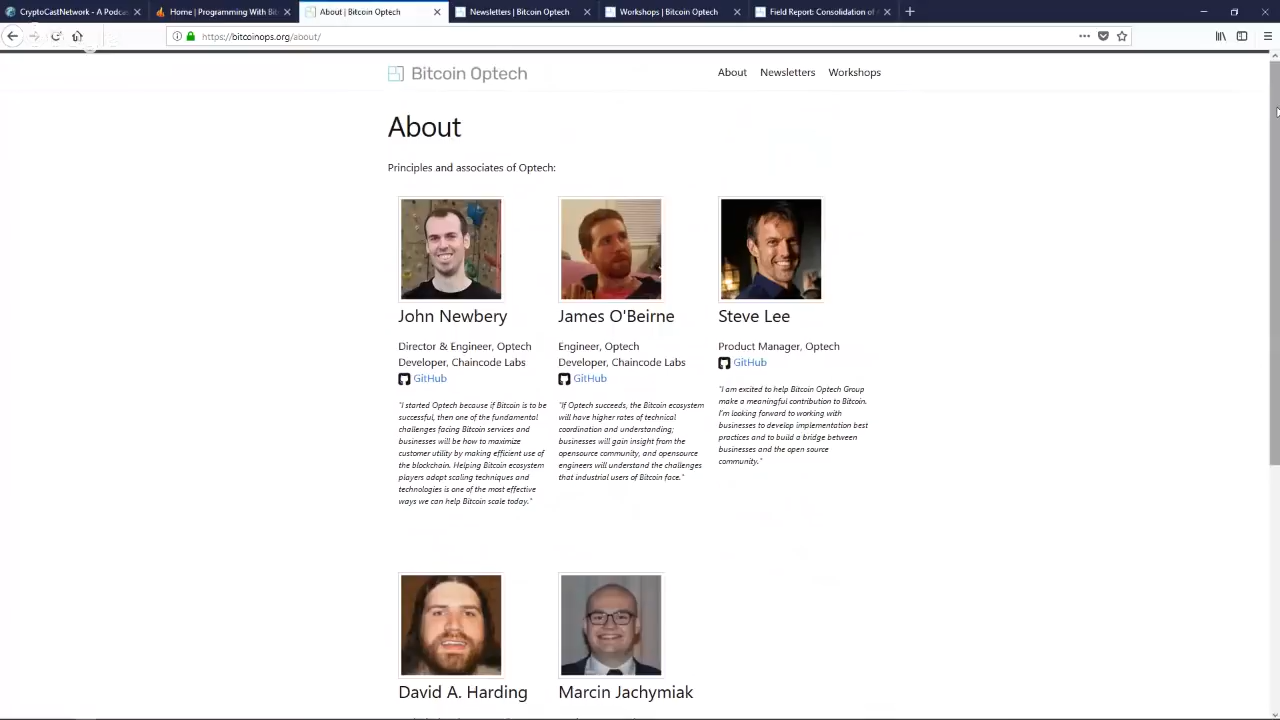 CryptoCastNetwork - A Podca
Home | Programming With Bit
About | Bitcoin Optech
Newsletters | Bitcoin Optech
Workshops | Bitcoin Optech
Field Report: Consolidation of
https://bitcoinops.org/about/
Bitcoin Optech
About
Newsletters
Workshops
About
Principles and associates of Optech:
John Newbery
Director & Engineer, Optech
Developer, Chaincode Labs
GitHub
"I started Optech because if Bitcoin is to be
successful, then one of the fundamental
challenges facing Bitcoin services and
businesses will be how to maximize
customer utility by making efficient use of
the blockchain. Helping Bitcoin ecosystem
players adopt scaling techniques and
technologies is one of the most effective
ways we can help Bitcoin scale today."
James O'Beirne
Engineer, Optech
Developer, Chaincode Labs
GitHub
"If Optech succeeds, the Bitcoin ecosystem
will have higher rates of technical
coordination and understanding;
businesses will gain insight from the
opensource community, and opensource
engineers will understand the challenges
that industrial users of Bitcoin face."
Steve Lee
Product Manager, Optech
GitHub
"I am excited to help Bitcoin Optech Group
make a meaningful contribution to Bitcoin.
I'm looking forward to working with
businesses to develop implementation best
practices and to build a bridge between
businesses and the open source
community."
David A. Harding
Marcin Jachymiak